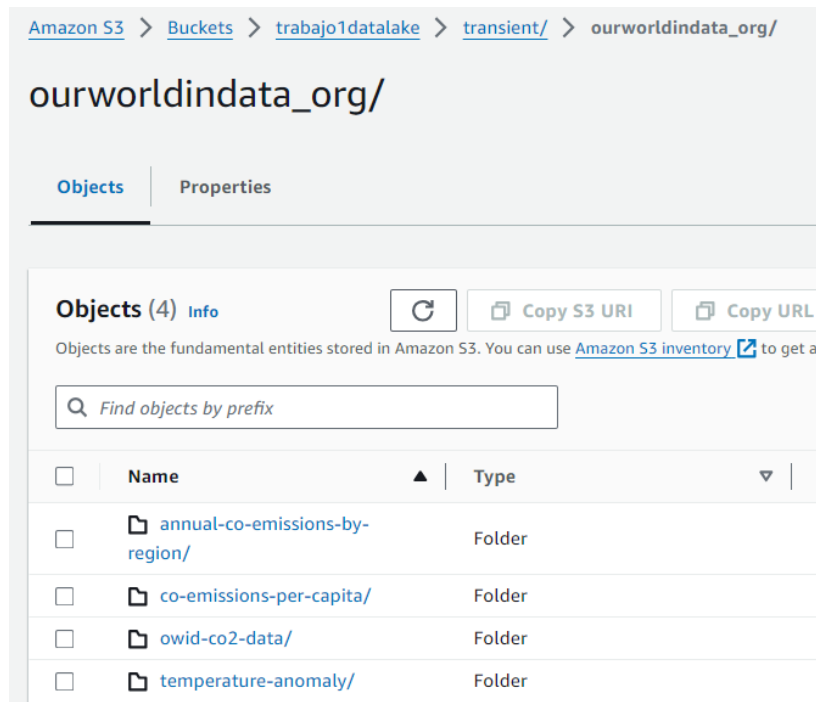 Amazon S3 > Buckets > trabajo1datalake > transient/ > ourworldindata_org/
ourworldindata_org/
Objects Properties
Objects (4) Info Copy S3 URI Copy URL
Objects are the fundamental entities stored in Amazon S3. You can use Amazon S3 inventory to get a
Find objects by prefix
Name Type
annual-co-emissions-by-
region/ Folder
co-emissions-per-capita/ Folder
owid-co2-data/ Folder
temperature-anomaly/ Folder